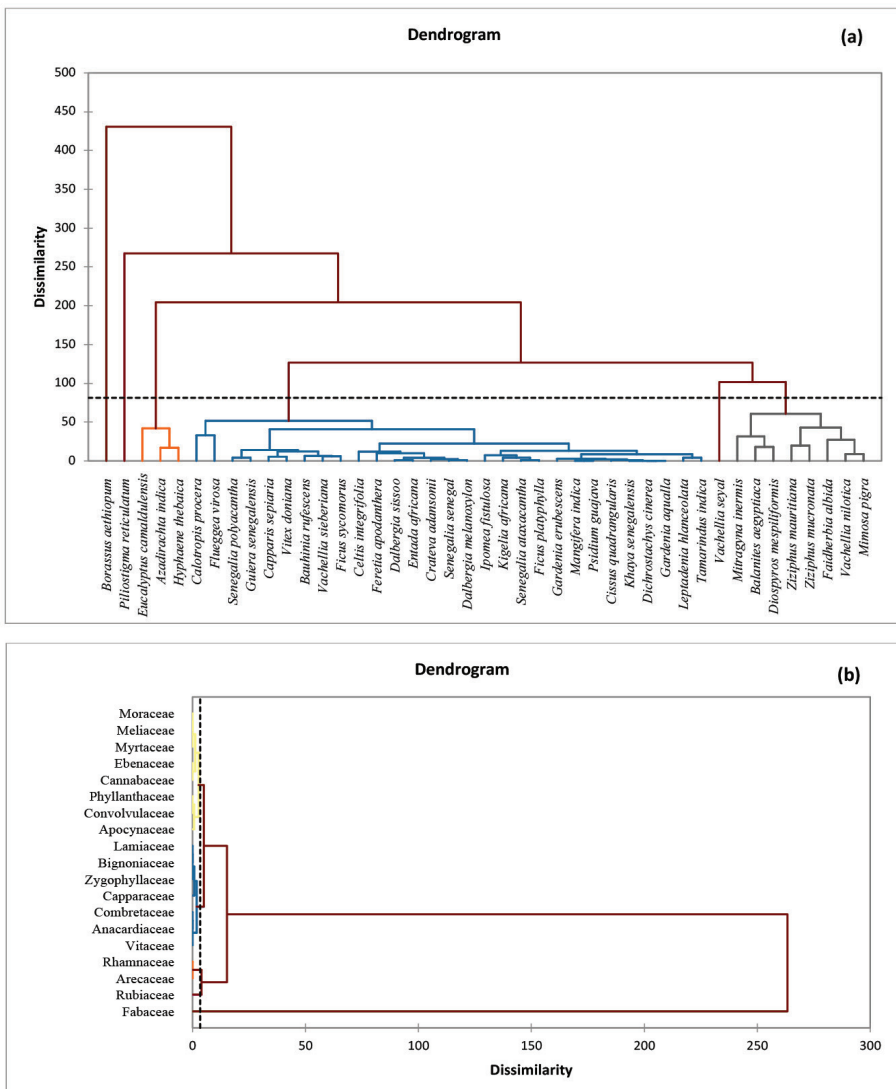 Dendrogram
(a)
500
450
400
350
300
250
200
150
100
50
0
Dissimilarity
Borassus aethiopum
Piliostigma reticulatum
Eucalyptus camaldulensis
Azadirachta indica
Hyphaene thebaica
Calotropis procera
Flueggea virosa
Senegalia polyacantha
Guiera senegalensis
Capparis sepiaria
Vitex doniana
Bauhinia rufescens
Vachellia sieberiana
Ficus sycomorus
Celtis integrifolia
Feretia apodanthera
Dalbergia sissoo
Entada africana
Crateva adansonii
Senegalia senegal
Dalbergia melanoxylon
Ipomea fistulosa
Kigelia africana
Senegalia ataxacantha
Ficus platyphylla
Gardenia erubescens
Mangifera indica
Psidium guajava
Cissus quadrangularis
Khaya senegalensis
Dichrostachys cinerea
Gardenia aqualla
Leptadenia hlanceolata
Tamarindus indica
Vachellia seyal
Mitragyna inermis
Balanites aegyptiaca
Diospyros mespiliformis
Ziziphus mauritiana
Ziziphus mucronata
Faidherbia albida
Vachellia nilotica
Mimosa pigra
Dendrogram
(b)
Moraceae
Meliaceae
Myrtaceae
Ebenaceae
Cannabaceae
Phyllanthaceae
Convolvulaceae
Apocynaceae
Lamiaceae
Bignoniaceae
Zygophyllaceae
Capparaceae
Combretaceae
Anacardiaceae
Vitaceae
Rhamnaceae
Arecaceae
Rubiaceae
Fabaceae
0 50 100 150 200 250 300
Dissimilarity